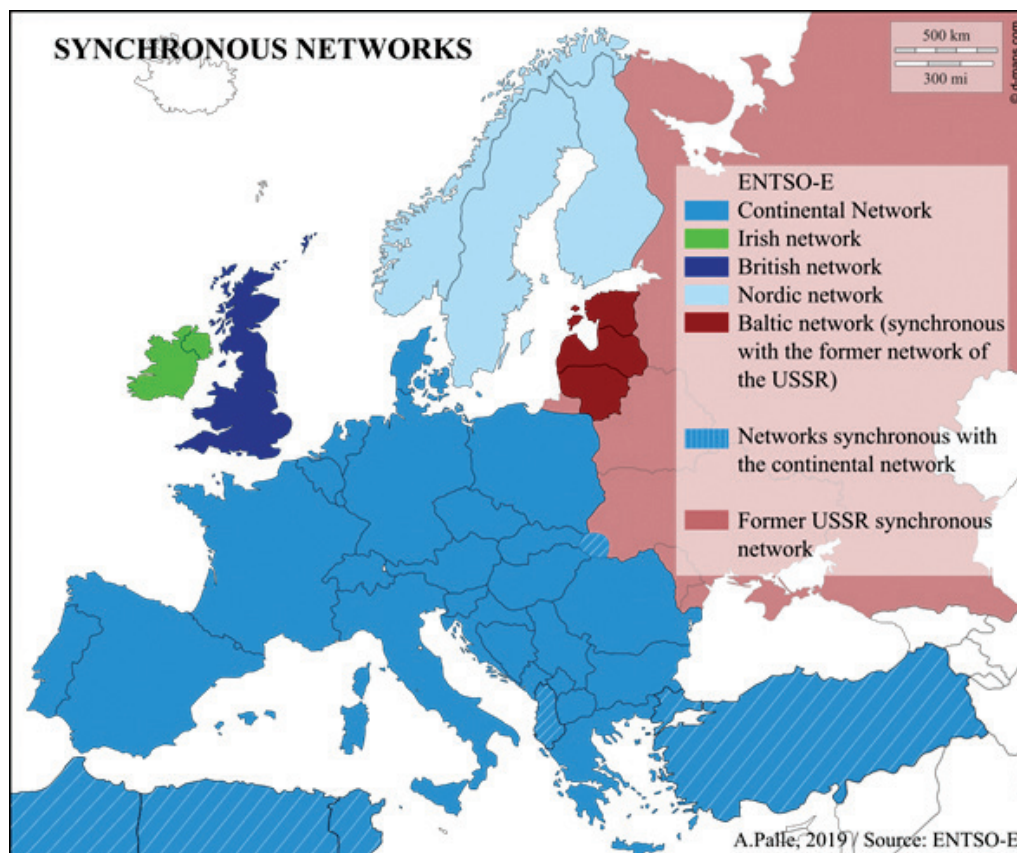 SYNCHRONOUS NETWORKS
500 km
300 mi
© d-maps.com
ENTSO-E
Continental Network
Irish network
British network
Nordic network
Baltic network (synchronous
with the former network of
the USSR)
Networks synchronous with
the continental network
Former USSR synchronous
network
A.Palle, 2019 / Source: ENTSO-E